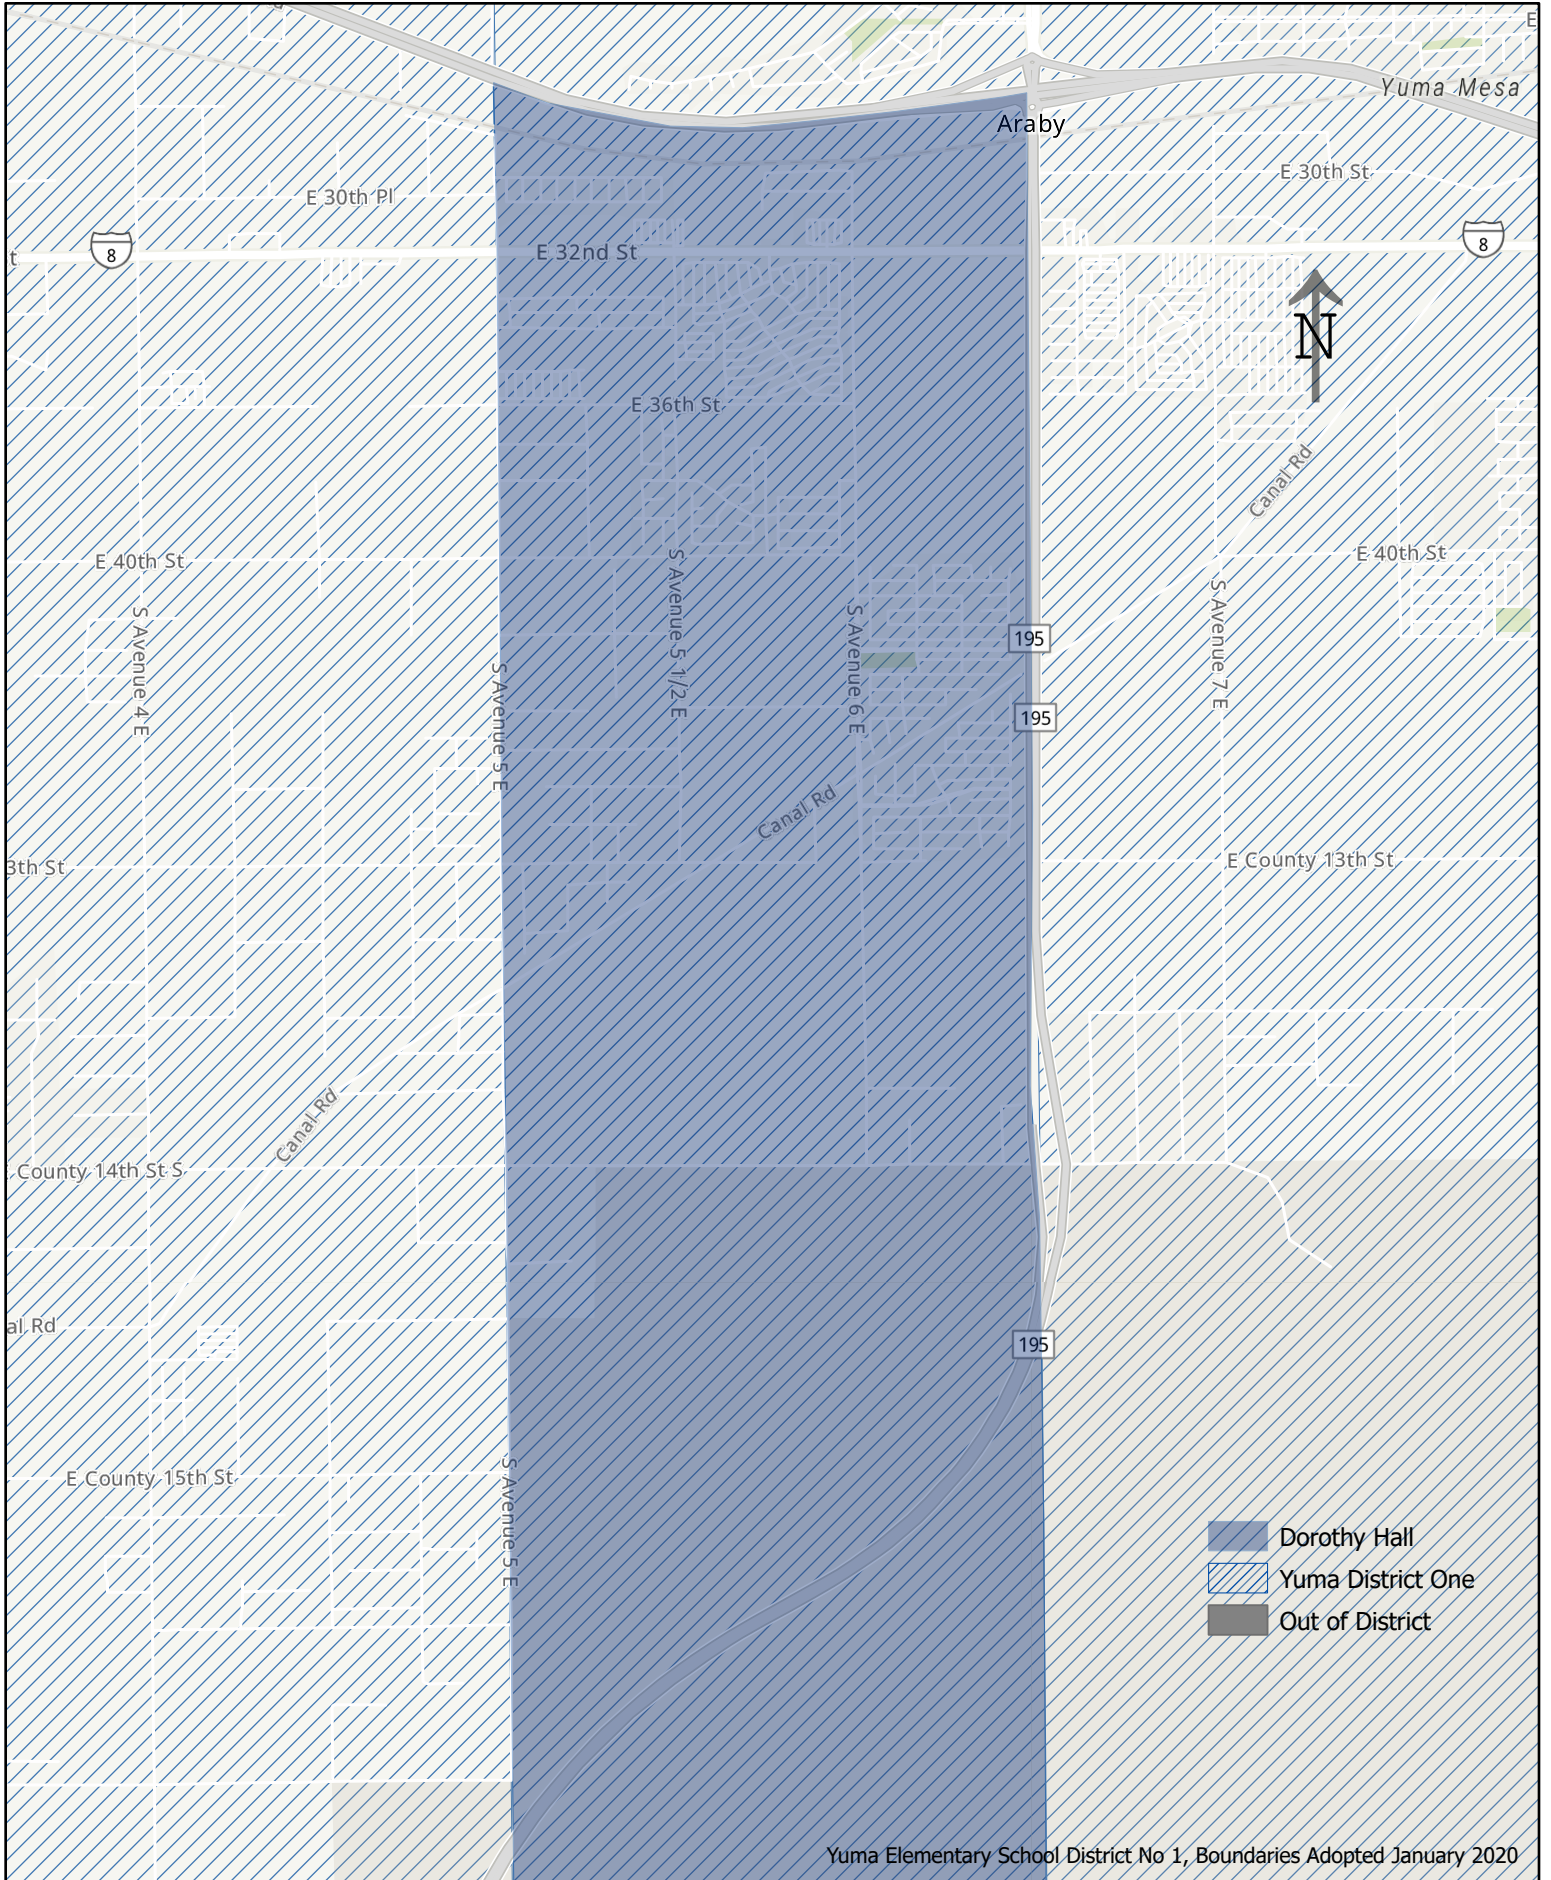 E
Yuma Mesa
Araby
E 30th St
E 30th Pl
8
8
t
E 32nd St
N
E 36th St
Canal Rd
E 40th St
E 40th St
S Avenue 4 E
S Avenue 5 E
S Avenue 5 1/2 E
S Avenue 6 E
S Avenue 7 E
195
195
Canal Rd
3th St
E County 13th St
Canal Rd
County 14th St S
al Rd
195
E County 15th St
S Avenue 5 E
Dorothy Hall
Yuma District One
Out of District
Yuma Elementary School District No 1, Boundaries Adopted January 2020